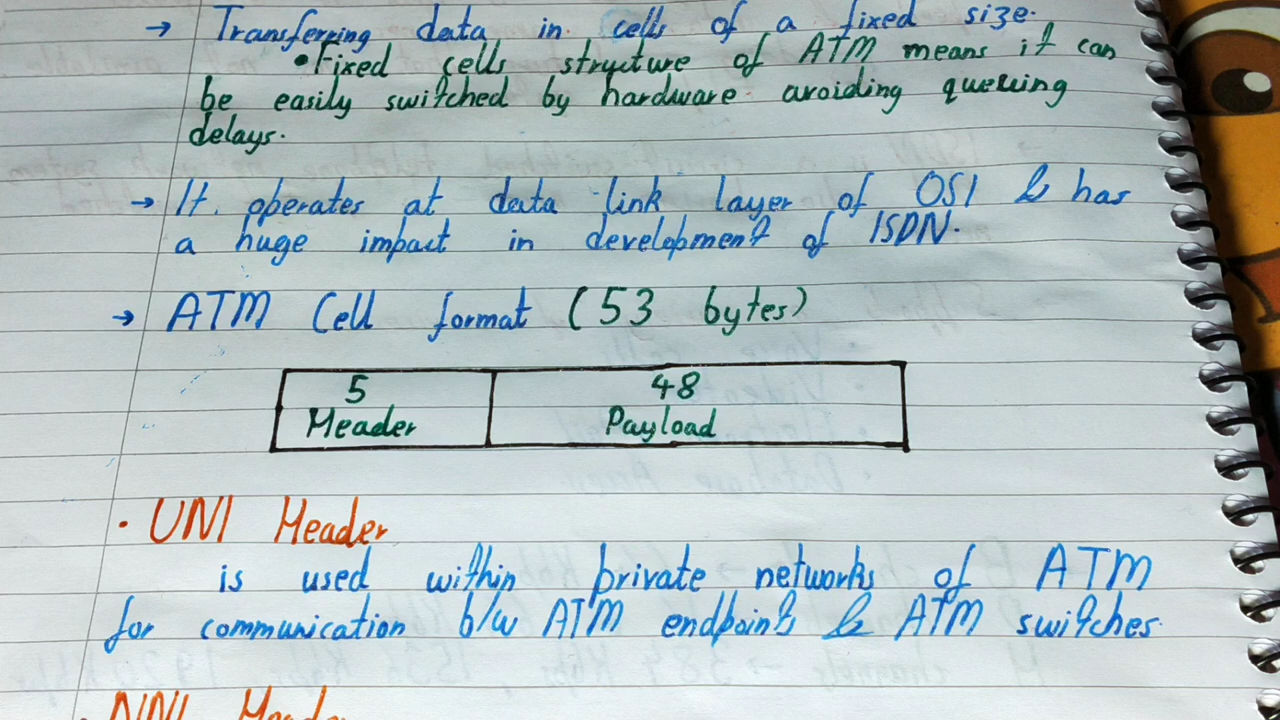 → Transferring data in cells of a fixed size.
• Fixed cells structure of ATM means it can
be easily switched by hardware avoiding queuing
delays.
→ It operates at data link layer of OSI & has
a huge impact in development of ISDN.
→ ATM Cell format (53 bytes)
5 48
Header Payload
• UNI Header
is used within private networks of ATM
for communication b/w ATM endpoints & ATM switches.
• NNI Header